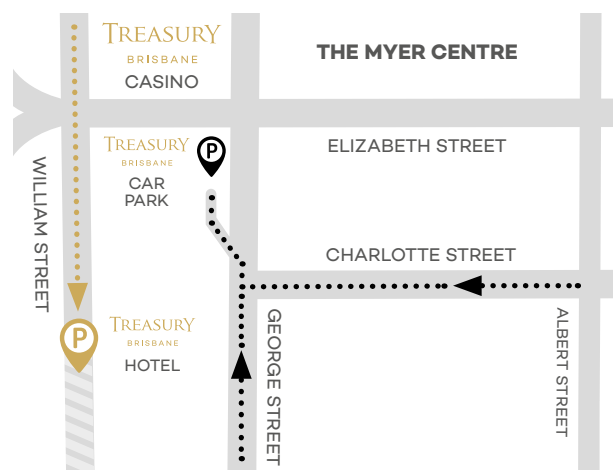 TREASURY
BRISBANE
CASINO
THE MYER CENTRE
TREASURY
BRISBANE
CAR
PARK
P
ELIZABETH STREET
WILLIAM STREET
CHARLOTTE STREET
P
TREASURY
BRISBANE
HOTEL
GEORGE STREET
ALBERT STREET